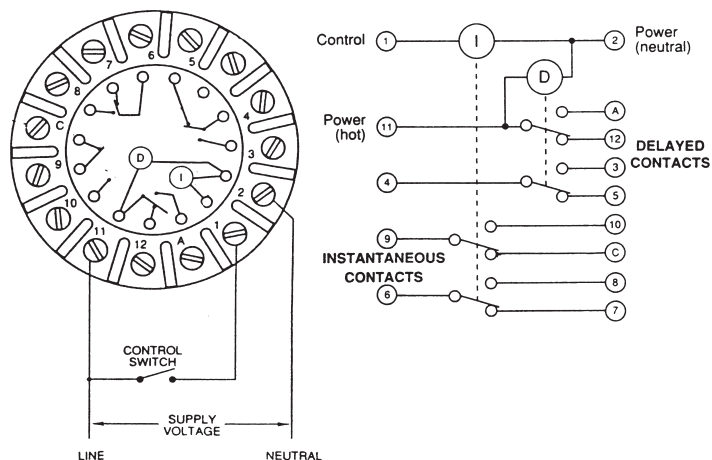 6
5
4
3
2
1
A
12
11
10
9
C
8
7
D
I
CONTROL
SWITCH
SUPPLY
VOLTAGE
LINE
NEUTRAL
Control
1
I
2
Power
(neutral)
D
Power
(hot)
11
A
12
DELAYED
CONTACTS
3
4
5
10
9
INSTANTANEOUS
CONTACTS
C
8
6
7